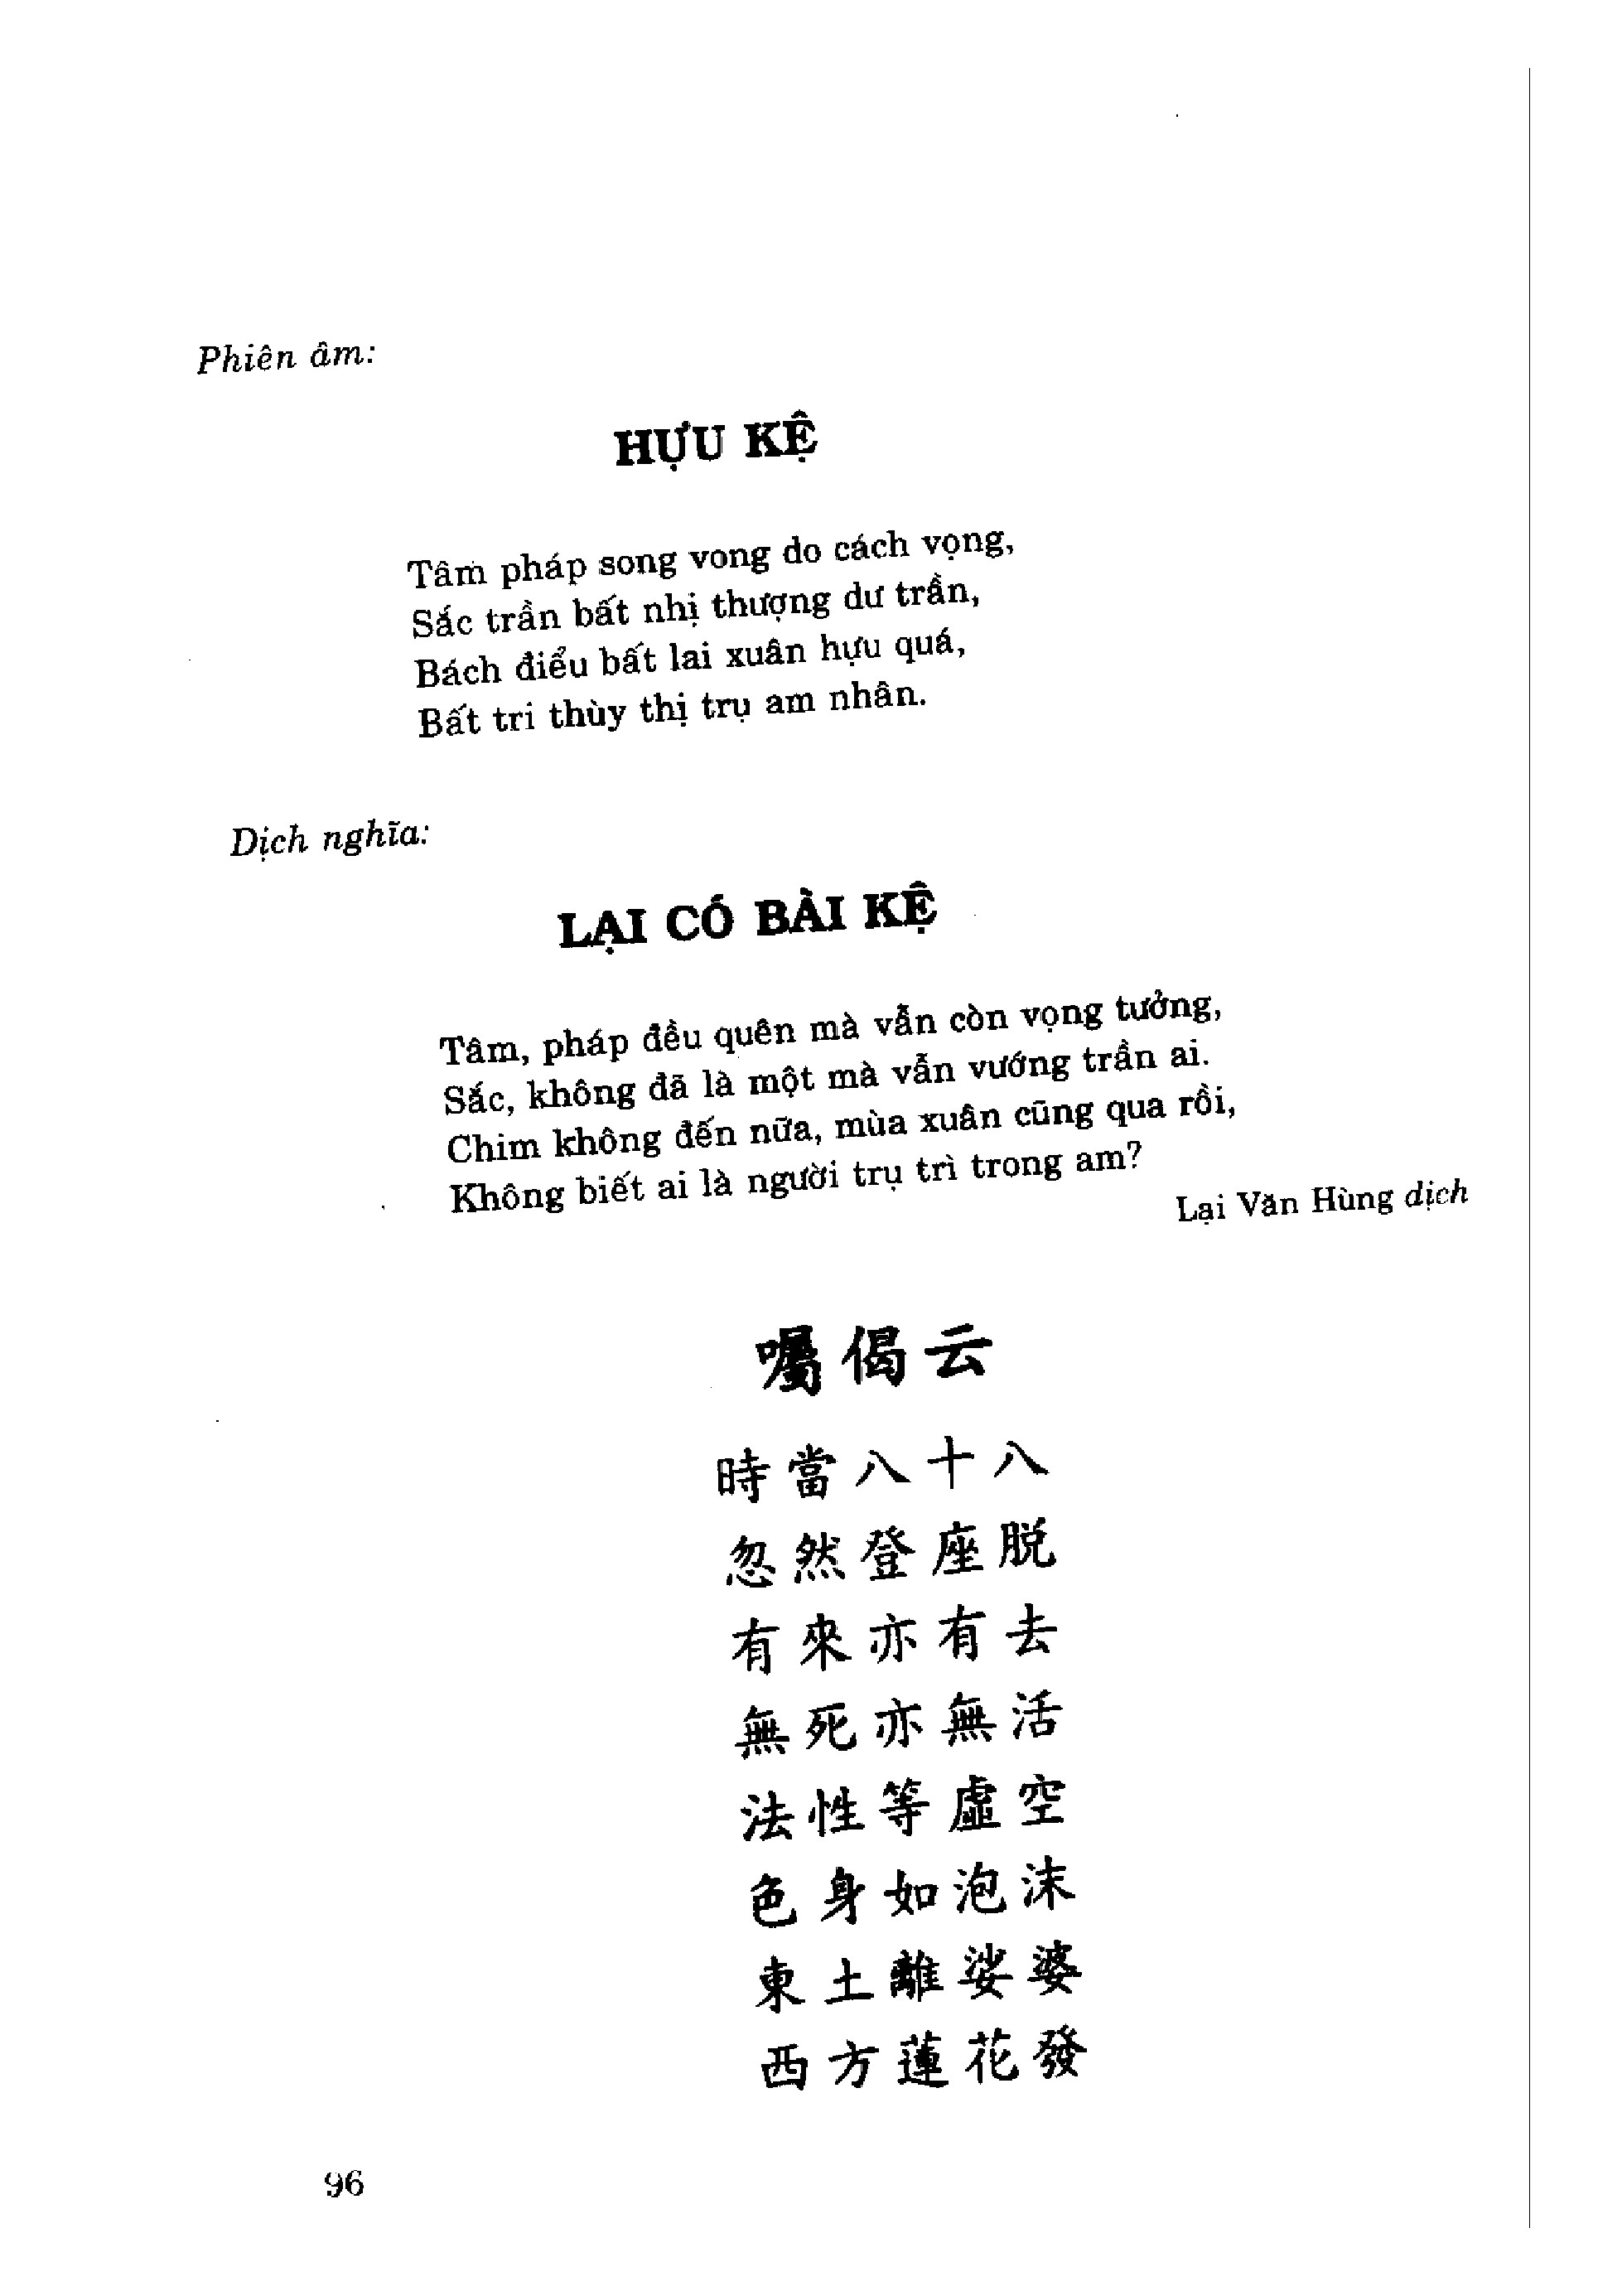 Phiên âm:
HỰU KỆ
Tâm pháp song vong do cách vọng,
Sắc trần bất nhị thượng dư trần,
Bách điểu bất lai xuân hựu quá,
Bất tri thùy thị trụ am nhân.
Dịch nghĩa:
LẠI CÓ BÀI KỆ
Tâm, pháp đều quên mà vẫn còn vọng tưởng,
Sắc, không đã là một mà vẫn vướng trần ai.
Chim không đến nữa, mùa xuân cũng qua rồi,
Không biết ai là người trụ trì trong am?
Lại Văn Hùng dịch
囑偈云
時當八十八
忽然登座脱
有來亦有去
無死亦無活
法性等虛空
色身如泡沫
東土離娑婆
西方蓮花發
96